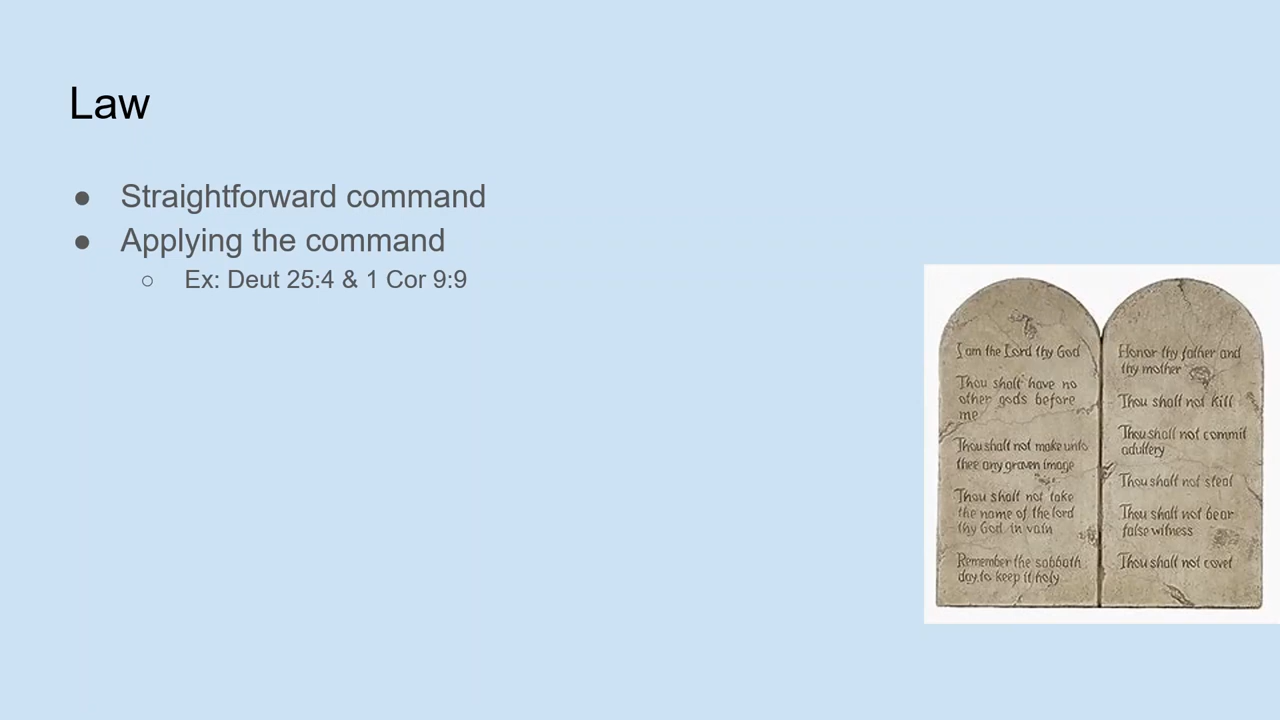 Law
● Straightforward command
● Applying the command
○ Ex: Deut 25:4 & 1 Cor 9:9
I am the Lord thy God
Thou shalt have no
other gods before
me
Thou shalt not make unto
thee any graven image
Thou shalt not take
the name of the lord
thy God in vain
Remember the sabbath
day, to keep it holy
Honor thy father and
thy mother
Thou shalt not kill
Thou shalt not commit
adultery
Thou shalt not steal
Thou shalt not bear
false witness
Thou shalt not covet